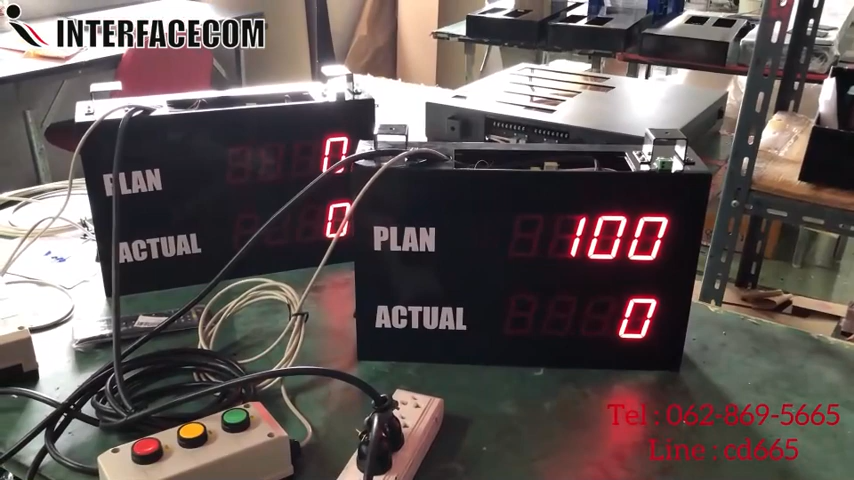 INTERFACECOM
PLAN 0
ACTUAL 0
PLAN 100
ACTUAL 0
Tel : 062-869-5665
Line : cd665